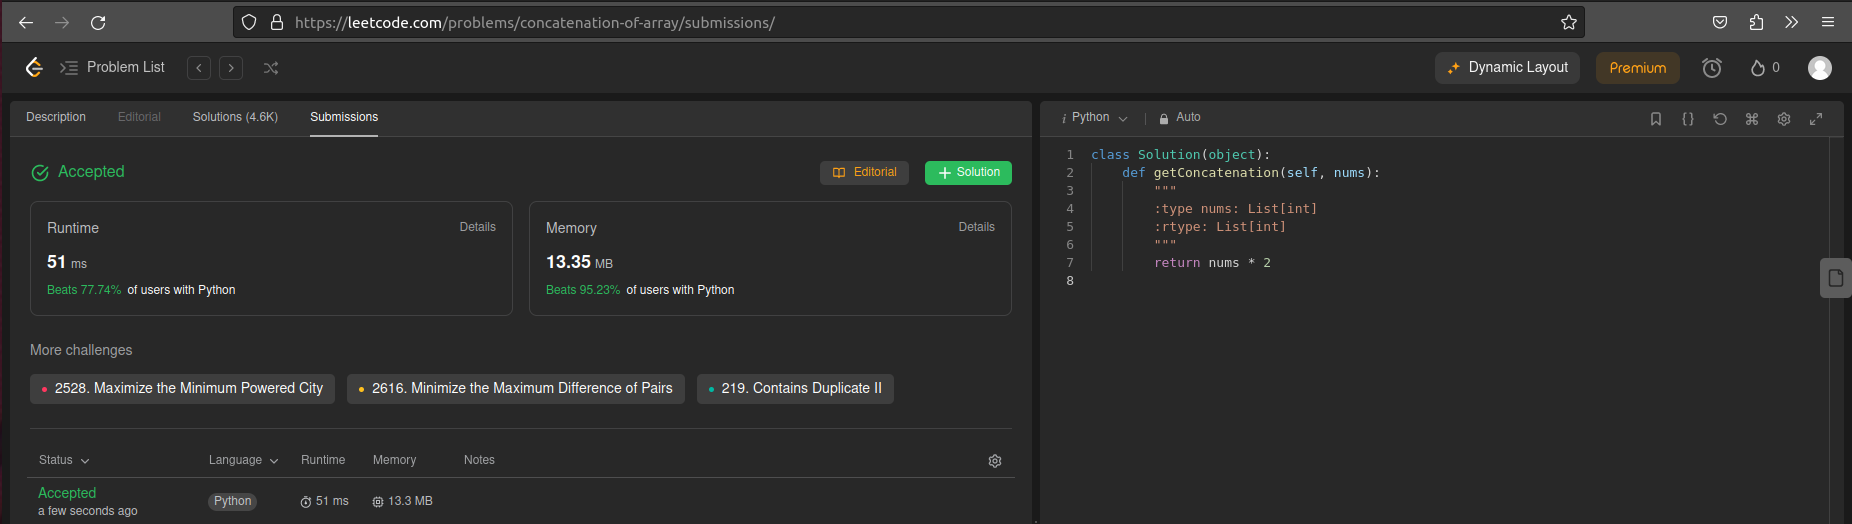 https://leetcode.com/problems/concatenation-of-array/submissions/
Problem List
Dynamic Layout
Premium
0
Description Editorial Solutions (4.6K) Submissions
Accepted
Editorial
+ Solution
Runtime Details
51 ms
Beats 77.74% of users with Python
Memory Details
13.35 MB
Beats 95.23% of users with Python
More challenges
2528. Maximize the Minimum Powered City
2616. Minimize the Maximum Difference of Pairs
219. Contains Duplicate II
Status Language Runtime Memory Notes
Accepted
a few seconds ago
Python 51 ms 13.3 MB
i Python Auto
{}
1 class Solution(object):
2 def getConcatenation(self, nums):
3 """
4 :type nums: List[int]
5 :rtype: List[int]
6 """
7 return nums * 2
8